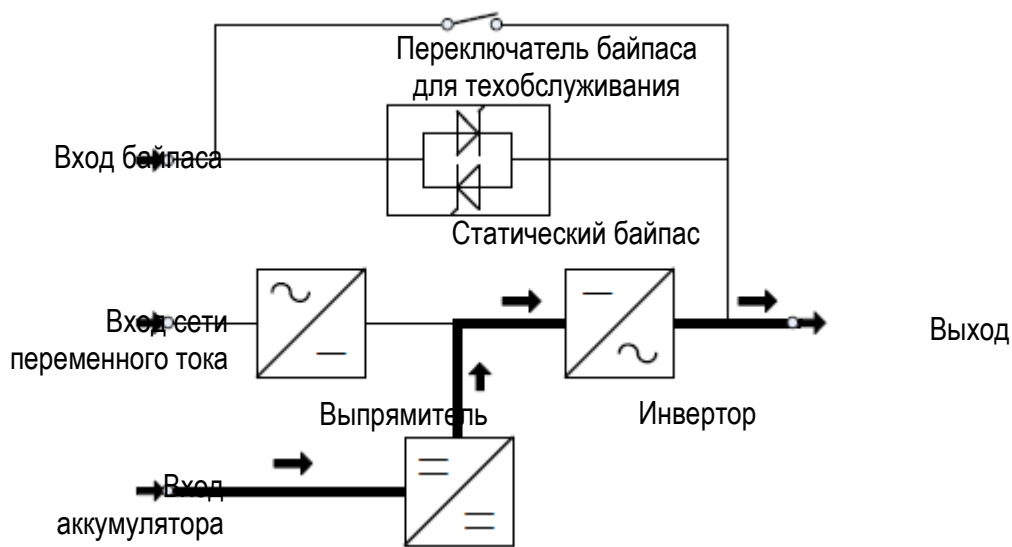 Переключатель байпаса
для техобслуживания
Вход байпаса
Статический байпас
Вход сети
переменного тока
Выход
Выпрямитель
Инвертор
Вход
аккумулятора